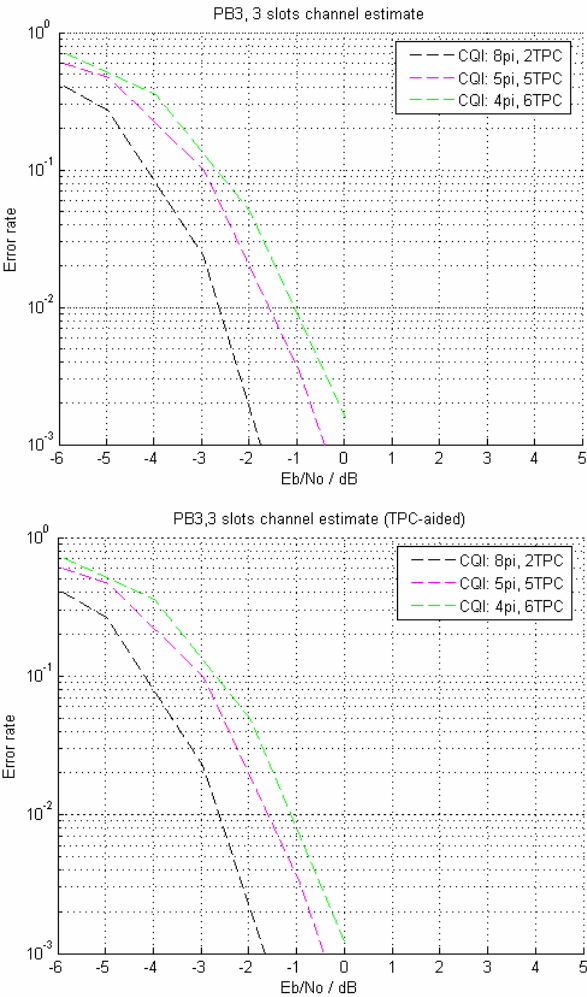 PB3, 3 slots channel estimate
10^0
10^-1
10^-2
10^-3
Error rate
CQI: 8pi, 2TPC
CQI: 5pi, 5TPC
CQI: 4pi, 6TPC
-6 -5 -4 -3 -2 -1 0 1 2 3 4 5
Eb/No / dB
PB3,3 slots channel estimate (TPC-aided)
10^0
10^-1
10^-2
10^-3
Error rate
CQI: 8pi, 2TPC
CQI: 5pi, 5TPC
CQI: 4pi, 6TPC
-6 -5 -4 -3 -2 -1 0 1 2 3 4 5
Eb/No / dB